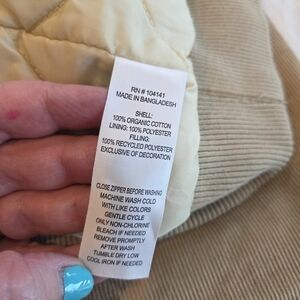 RN # 104141
MADE IN BANGLADESH
SHELL:
100% ORGANIC COTTON
LINING: 100% POLYESTER
FILLING:
100% RECYCLED POLYESTER
EXCLUSIVE OF DECORATION
CLOSE ZIPPER BEFORE WASHING
MACHINE WASH COLD
WITH LIKE COLORS
GENTLE CYCLE
ONLY NON-CHLORINE
BLEACH IF NEEDED
REMOVE PROMPTLY
AFTER WASH
TUMBLE DRY LOW
COOL IRON IF NEEDED